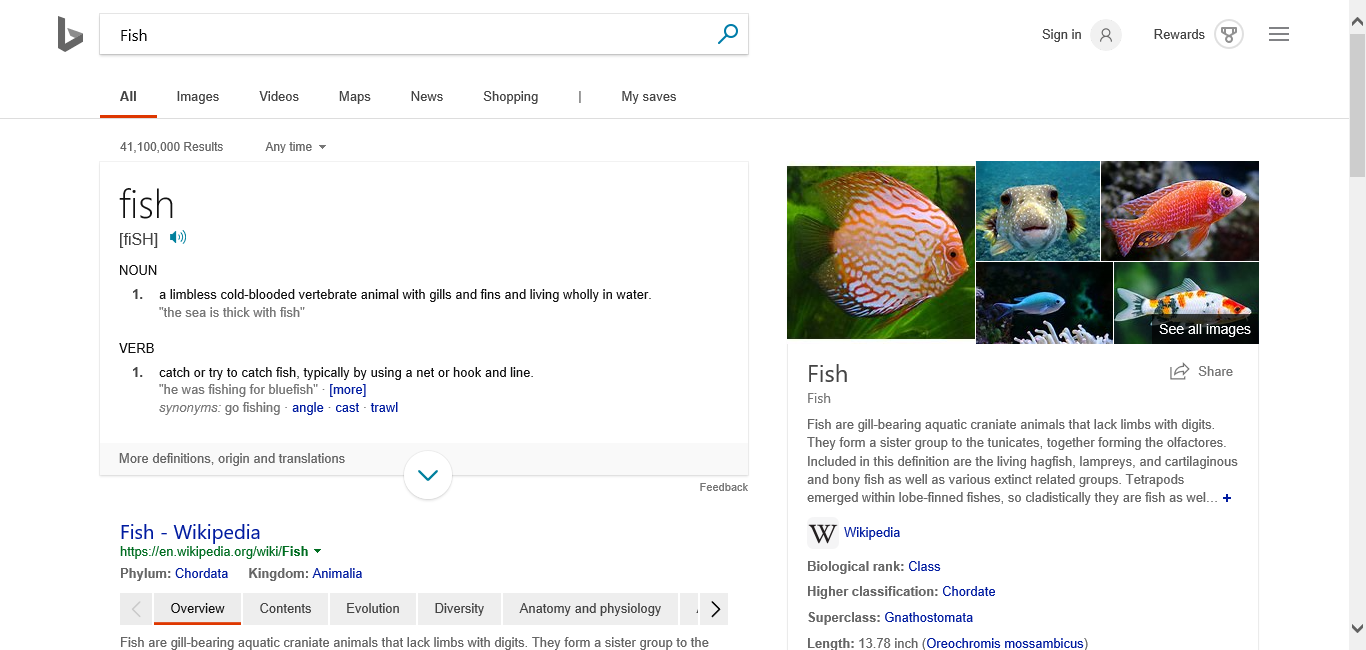 Fish
Sign in
Rewards
All
Images
Videos
Maps
News
Shopping
|
My saves
41,100,000 Results
Any time
fish
[fiSH]
NOUN
1. a limbless cold-blooded vertebrate animal with gills and fins and living wholly in water.
"the sea is thick with fish"
VERB
1. catch or try to catch fish, typically by using a net or hook and line.
"he was fishing for bluefish" · [more]
synonyms: go fishing · angle · cast · trawl
More definitions, origin and translations
Feedback
Fish - Wikipedia
https://en.wikipedia.org/wiki/Fish
Phylum: Chordata Kingdom: Animalia
Overview
Contents
Evolution
Diversity
Anatomy and physiology
Fish are gill-bearing aquatic craniate animals that lack limbs with digits. They form a sister group to the
See all images
Fish
Share
Fish
Fish are gill-bearing aquatic craniate animals that lack limbs with digits.
They form a sister group to the tunicates, together forming the olfactores.
Included in this definition are the living hagfish, lampreys, and cartilaginous
and bony fish as well as various extinct related groups. Tetrapods
emerged within lobe-finned fishes, so cladistically they are fish as wel... +
W Wikipedia
Biological rank: Class
Higher classification: Chordate
Superclass: Gnathostomata
Length: 13.78 inch (Oreochromis mossambicus)